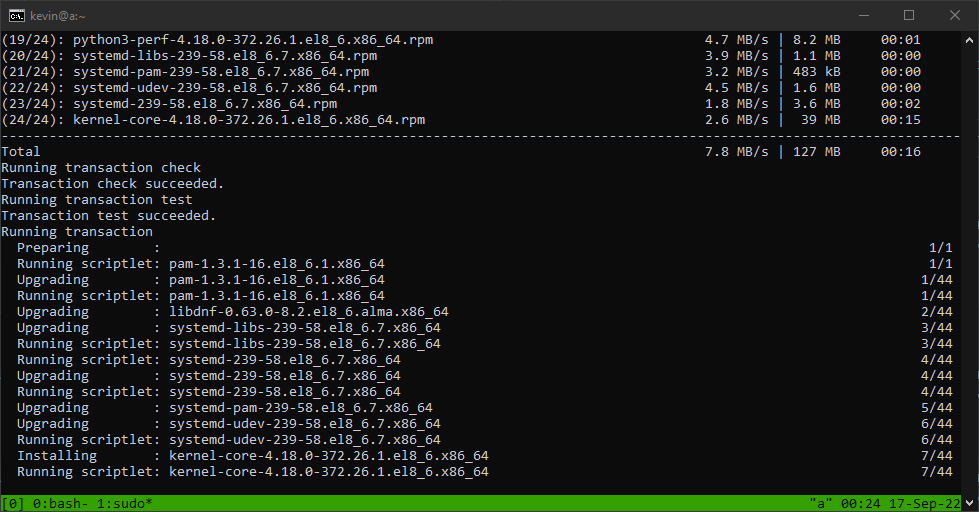 kevin@a:~
(19/24): python3-perf-4.18.0-372.26.1.el8_6.x86_64.rpm 4.7 MB/s | 8.2 MB 00:01
(20/24): systemd-libs-239-58.el8_6.7.x86_64.rpm 3.9 MB/s | 1.1 MB 00:00
(21/24): systemd-pam-239-58.el8_6.7.x86_64.rpm 3.2 MB/s | 483 kB 00:00
(22/24): systemd-udev-239-58.el8_6.7.x86_64.rpm 4.5 MB/s | 1.6 MB 00:00
(23/24): systemd-239-58.el8_6.7.x86_64.rpm 1.8 MB/s | 3.6 MB 00:02
(24/24): kernel-core-4.18.0-372.26.1.el8_6.x86_64.rpm 2.6 MB/s | 39 MB 00:15
--------------------------------------------------------------------------------
Total 7.8 MB/s | 127 MB 00:16
Running transaction check
Transaction check succeeded.
Running transaction test
Transaction test succeeded.
Running transaction
Preparing : 1/1
Running scriptlet: pam-1.3.1-16.el8_6.1.x86_64 1/1
Upgrading : pam-1.3.1-16.el8_6.1.x86_64 1/44
Running scriptlet: pam-1.3.1-16.el8_6.1.x86_64 1/44
Upgrading : libdnf-0.63.0-8.2.el8_6.alma.x86_64 2/44
Upgrading : systemd-libs-239-58.el8_6.7.x86_64 3/44
Running scriptlet: systemd-libs-239-58.el8_6.7.x86_64 3/44
Running scriptlet: systemd-239-58.el8_6.7.x86_64 4/44
Upgrading : systemd-239-58.el8_6.7.x86_64 4/44
Running scriptlet: systemd-239-58.el8_6.7.x86_64 4/44
Upgrading : systemd-pam-239-58.el8_6.7.x86_64 5/44
Upgrading : systemd-udev-239-58.el8_6.7.x86_64 6/44
Running scriptlet: systemd-udev-239-58.el8_6.7.x86_64 6/44
Installing : kernel-core-4.18.0-372.26.1.el8_6.x86_64 7/44
Running scriptlet: kernel-core-4.18.0-372.26.1.el8_6.x86_64 7/44
[0] 0:bash- 1:sudo* "a" 00:24 17-Sep-22